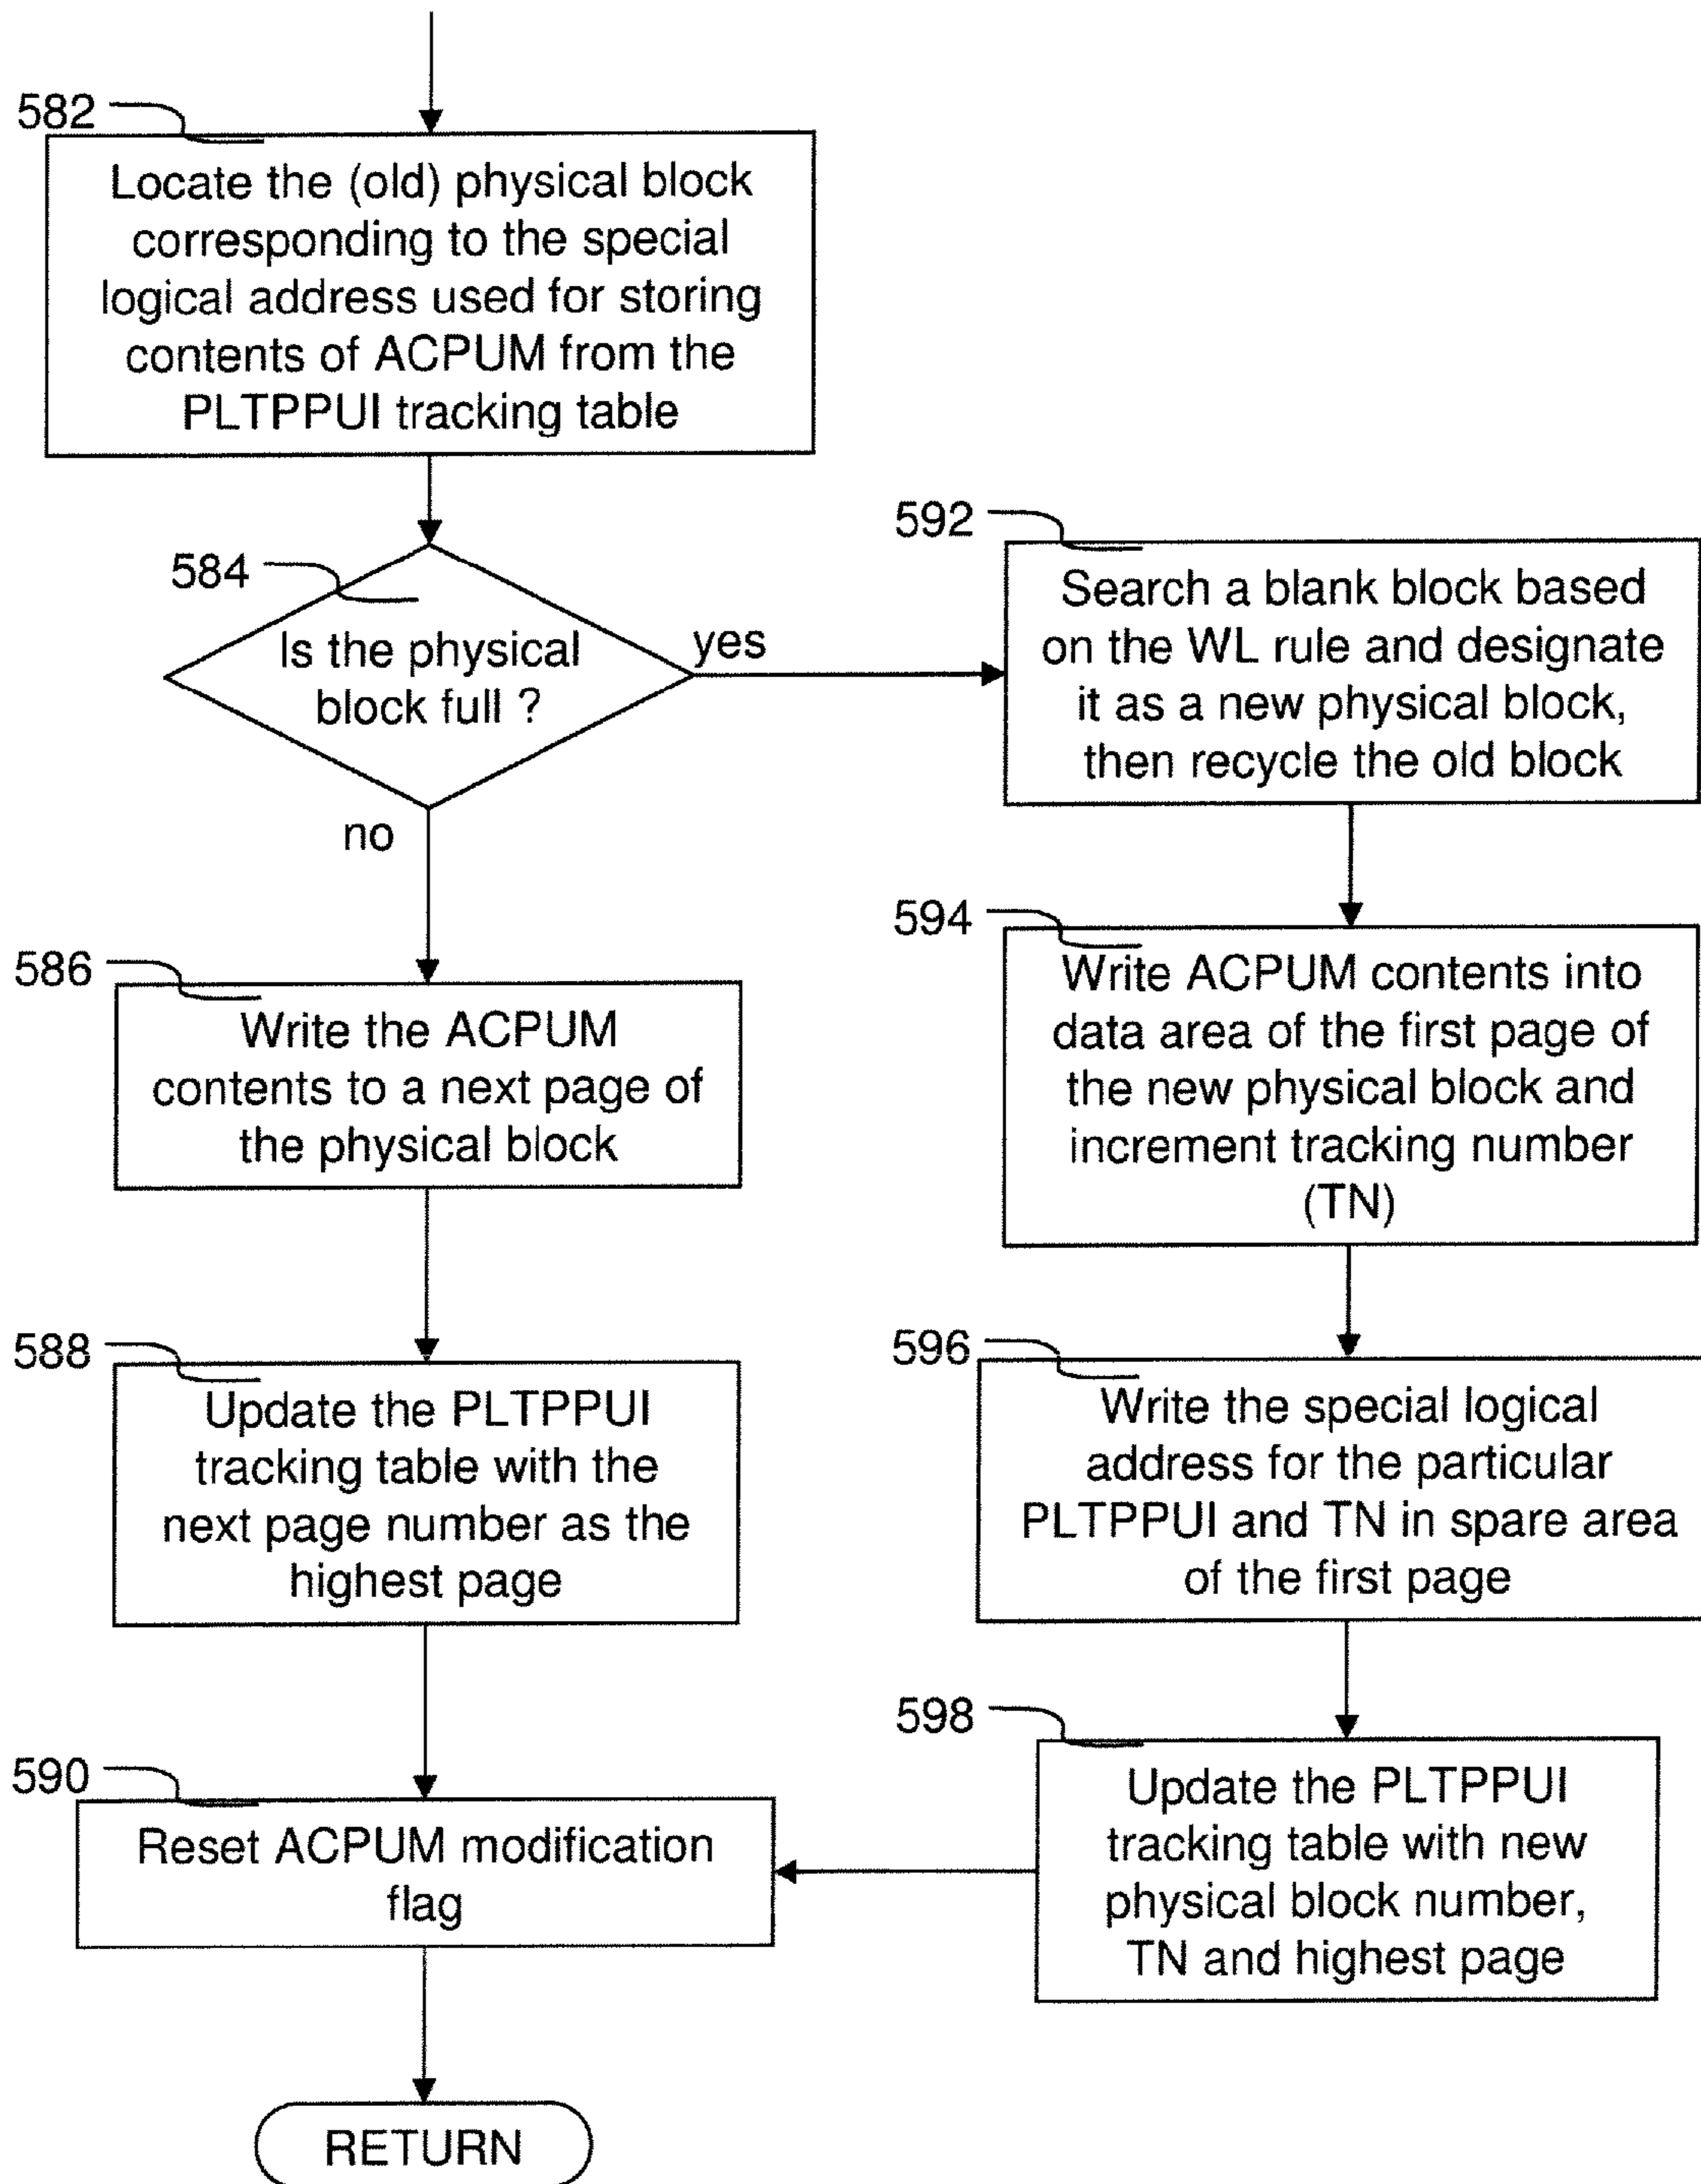 582
Locate the (old) physical block
corresponding to the special
logical address used for storing
contents of ACPUM from the
PLTPPUI tracking table
584
Is the physical
block full ?
yes
no
586
Write the ACPUM
contents to a next page of
the physical block
588
Update the PLTPPUI
tracking table with the
next page number as the
highest page
590
Reset ACPUM modification
flag
RETURN
592
Search a blank block based
on the WL rule and designate
it as a new physical block,
then recycle the old block
594
Write ACPUM contents into
data area of the first page of
the new physical block and
increment tracking number
(TN)
596
Write the special logical
address for the particular
PLTPPUI and TN in spare area
of the first page
598
Update the PLTPPUI
tracking table with new
physical block number,
TN and highest page